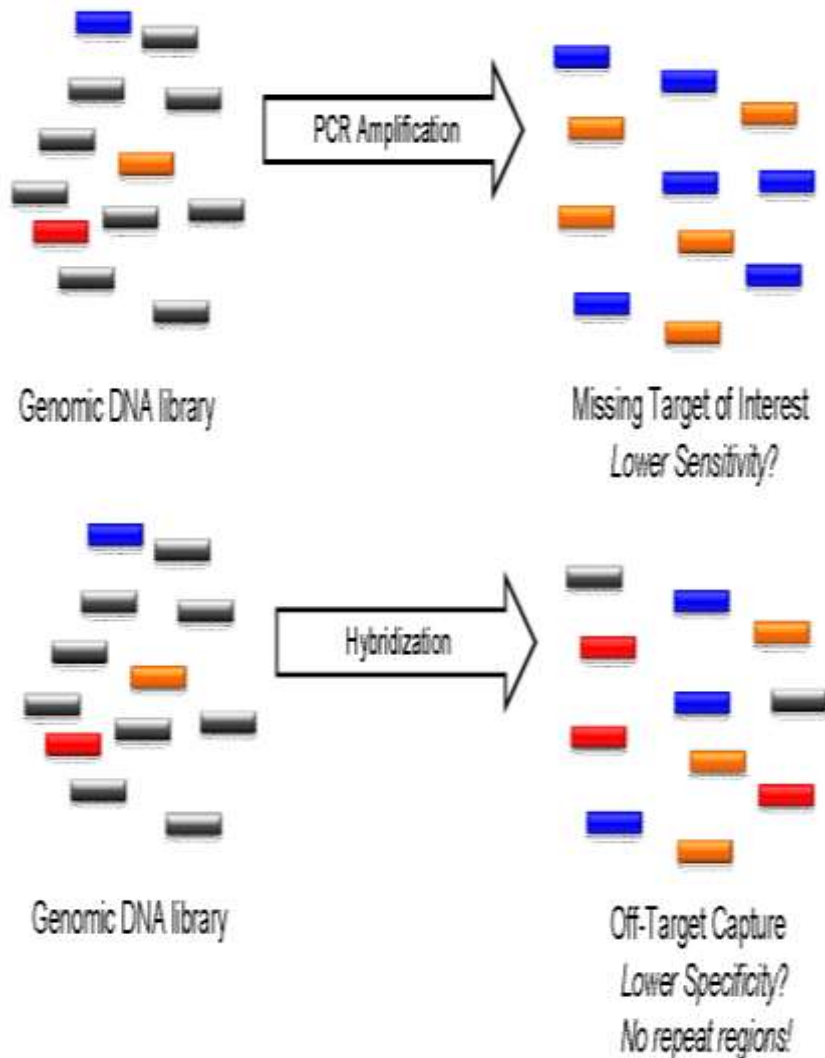 PCR Amplification
Genomic DNA library
Missing Target of Interest
Lower Sensitivity?
Hybridization
Genomic DNA library
Off-Target Capture
Lower Specificity?
No repeat regions!